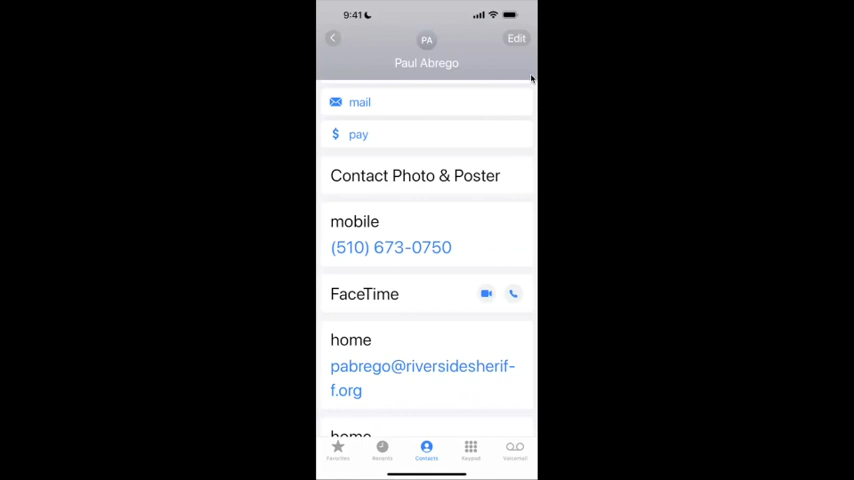 9:41
PA
Edit
Paul Abrego
mail
$ pay
Contact Photo & Poster
mobile
(510) 673-0750
FaceTime
home
pabrego@riversidesherif-
f.org
home
Favorites Recents Contacts Keypad Voicemail